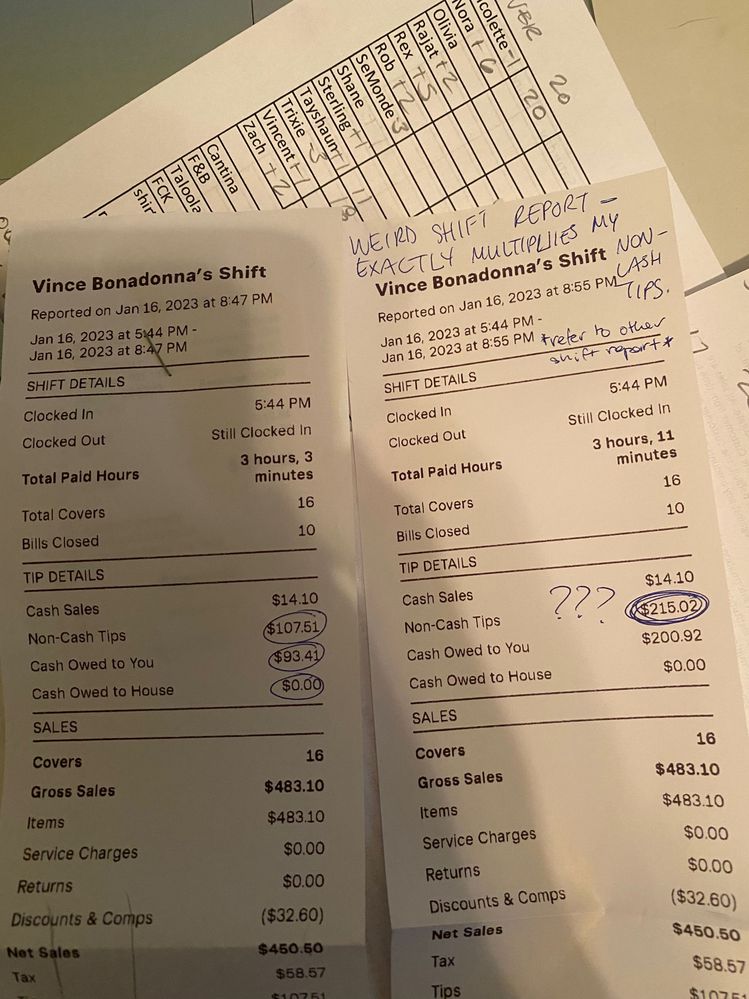 VER 20
colette -1 20
Nora + 6
Olivia
Rajat + 2
Rex + 5
Rob + 2
SeMonde -3
Shane
Sterling + 1
Tayshaun + 1 11
Trixie -3
Vincent + 1
Zach + 2
Cantina
F&B
Taloola
FCK
shir
Vince Bonadonna's Shift
Reported on Jan 16, 2023 at 8:47 PM
Jan 16, 2023 at 5:44 PM -
Jan 16, 2023 at 8:47 PM
SHIFT DETAILS
Clocked In 5:44 PM
Clocked Out Still Clocked In
Total Paid Hours 3 hours, 3
minutes
Total Covers 16
Bills Closed 10
TIP DETAILS
Cash Sales $14.10
Non-Cash Tips $107.51
Cash Owed to You $93.41
Cash Owed to House $0.00
SALES
Covers 16
Gross Sales $483.10
Items $483.10
Service Charges $0.00
Returns $0.00
Discounts & Comps ($32.60)
Net Sales $450.50
Tax $58.57
$107.51
WEIRD SHIFT REPORT -
EXACTLY MULTIPLIES MY
NON-
CASH
TIPS.
Vince Bonadonna's Shift
Reported on Jan 16, 2023 at 8:55 PM
Jan 16, 2023 at 5:44 PM -
Jan 16, 2023 at 8:55 PM
*refer to other
shift report*
SHIFT DETAILS
Clocked In 5:44 PM
Clocked Out Still Clocked In
Total Paid Hours 3 hours, 11
minutes
Total Covers 16
Bills Closed 10
TIP DETAILS
Cash Sales $14.10
Non-Cash Tips ??? $215.02
Cash Owed to You $200.92
Cash Owed to House $0.00
SALES
Covers 16
Gross Sales $483.10
Items $483.10
Service Charges $0.00
Returns $0.00
Discounts & Comps ($32.60)
Net Sales $450.50
Tax $58.57
Tips $107.51